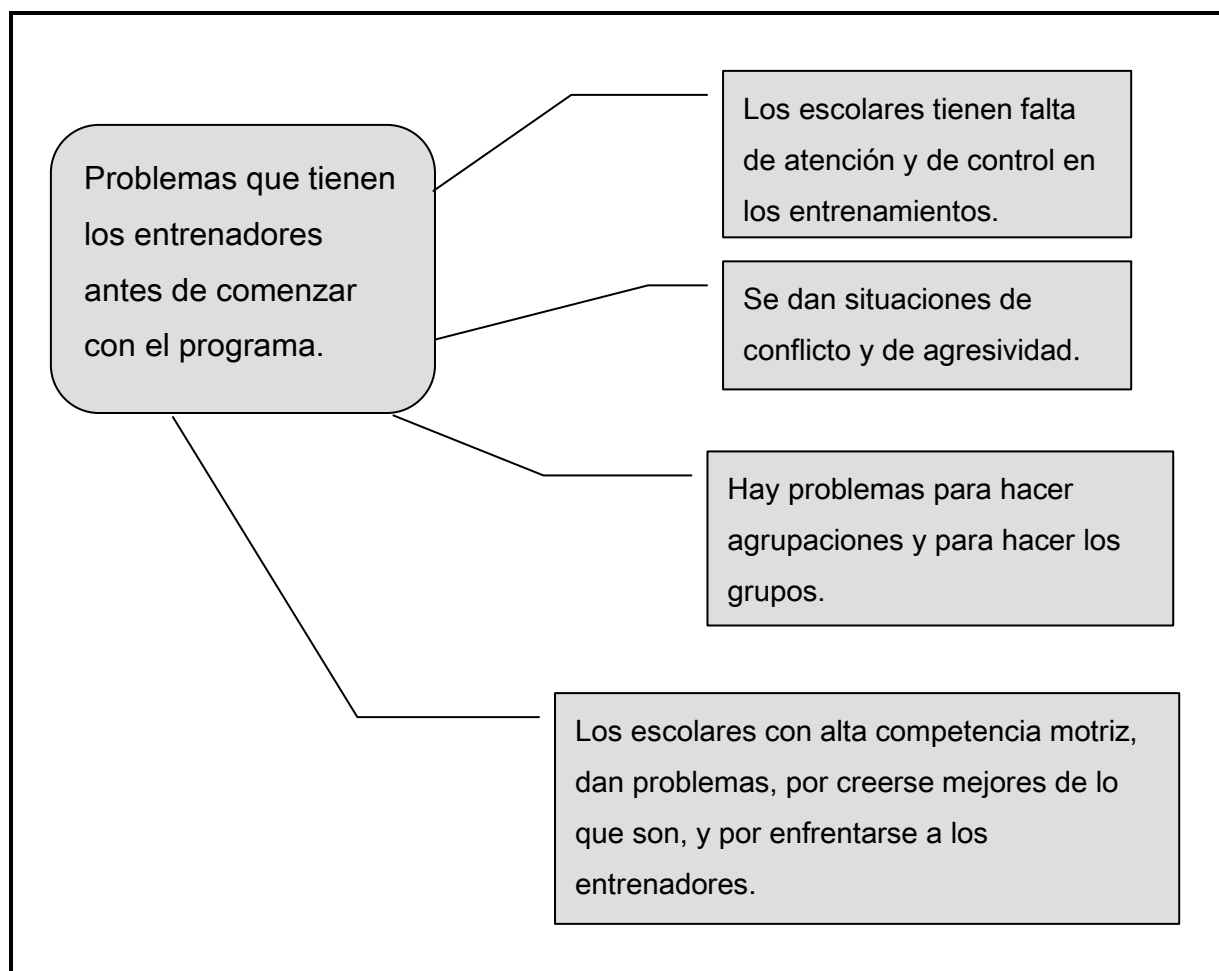 Problemas que tienen
los entrenadores
antes de comenzar
con el programa.
Los escolares tienen falta
de atención y de control en
los entrenamientos.
Se dan situaciones de
conflicto y de agresividad.
Hay problemas para hacer
agrupaciones y para hacer los
grupos.
Los escolares con alta competencia motriz,
dan problemas, por creerse mejores de lo
que son, y por enfrentarse a los
entrenadores.